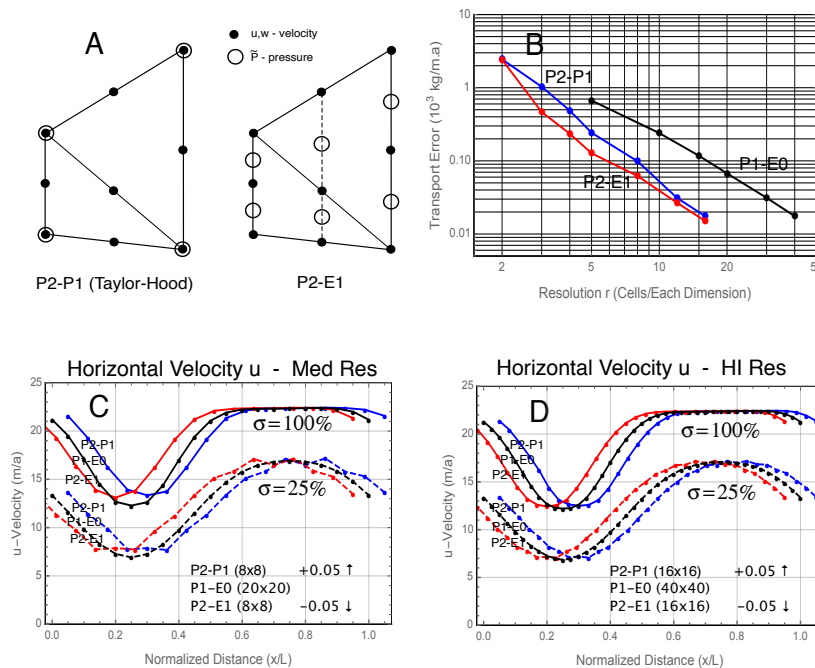 A
u,w - velocity
p̃ - pressure
P2-P1 (Taylor-Hood)
P2-E1
B
Transport Error (10³ kg/m.a)
10
1
0.10
0.01
P2-P1
P1-E0
P2-E1
2
5
10
20
Resolution r (Cells/Each Dimension)
Horizontal Velocity u - Med Res
C
u-Velocity (m/a)
25
20
15
10
5
0
σ=100%
P2-P1
P1-E0
P2-E1
σ=25%
P2-P1
P1-E0
P2-E1
P2-P1 (8x8) +0.05 ↑
P1-E0 (20x20)
P2-E1 (8x8) -0.05 ↓
0.0 0.2 0.4 0.6 0.8 1.0
Normalized Distance (x/L)
Horizontal Velocity u - HI Res
D
u-Velocity (m/a)
25
20
15
10
5
0
σ=100%
P2-P1
P1-E0
P2-E1
σ=25%
P2-P1
P1-E0
P2-E1
P2-P1 (16x16) +0.05 ↑
P1-E0 (40x40)
P2-E1 (16x16) -0.05 ↓
0.0 0.2 0.4 0.6 0.8 1.0
Normalized Distance (x/L)